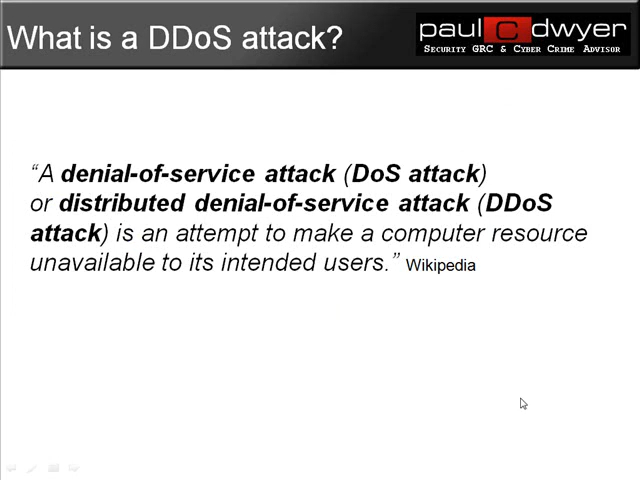 What is a DDoS attack?
paul C dwyer
SECURITY GRC & CYBER CRIME ADVISOR
“A denial-of-service attack (DoS attack)
or distributed denial-of-service attack (DDoS
attack) is an attempt to make a computer resource
unavailable to its intended users.” Wikipedia